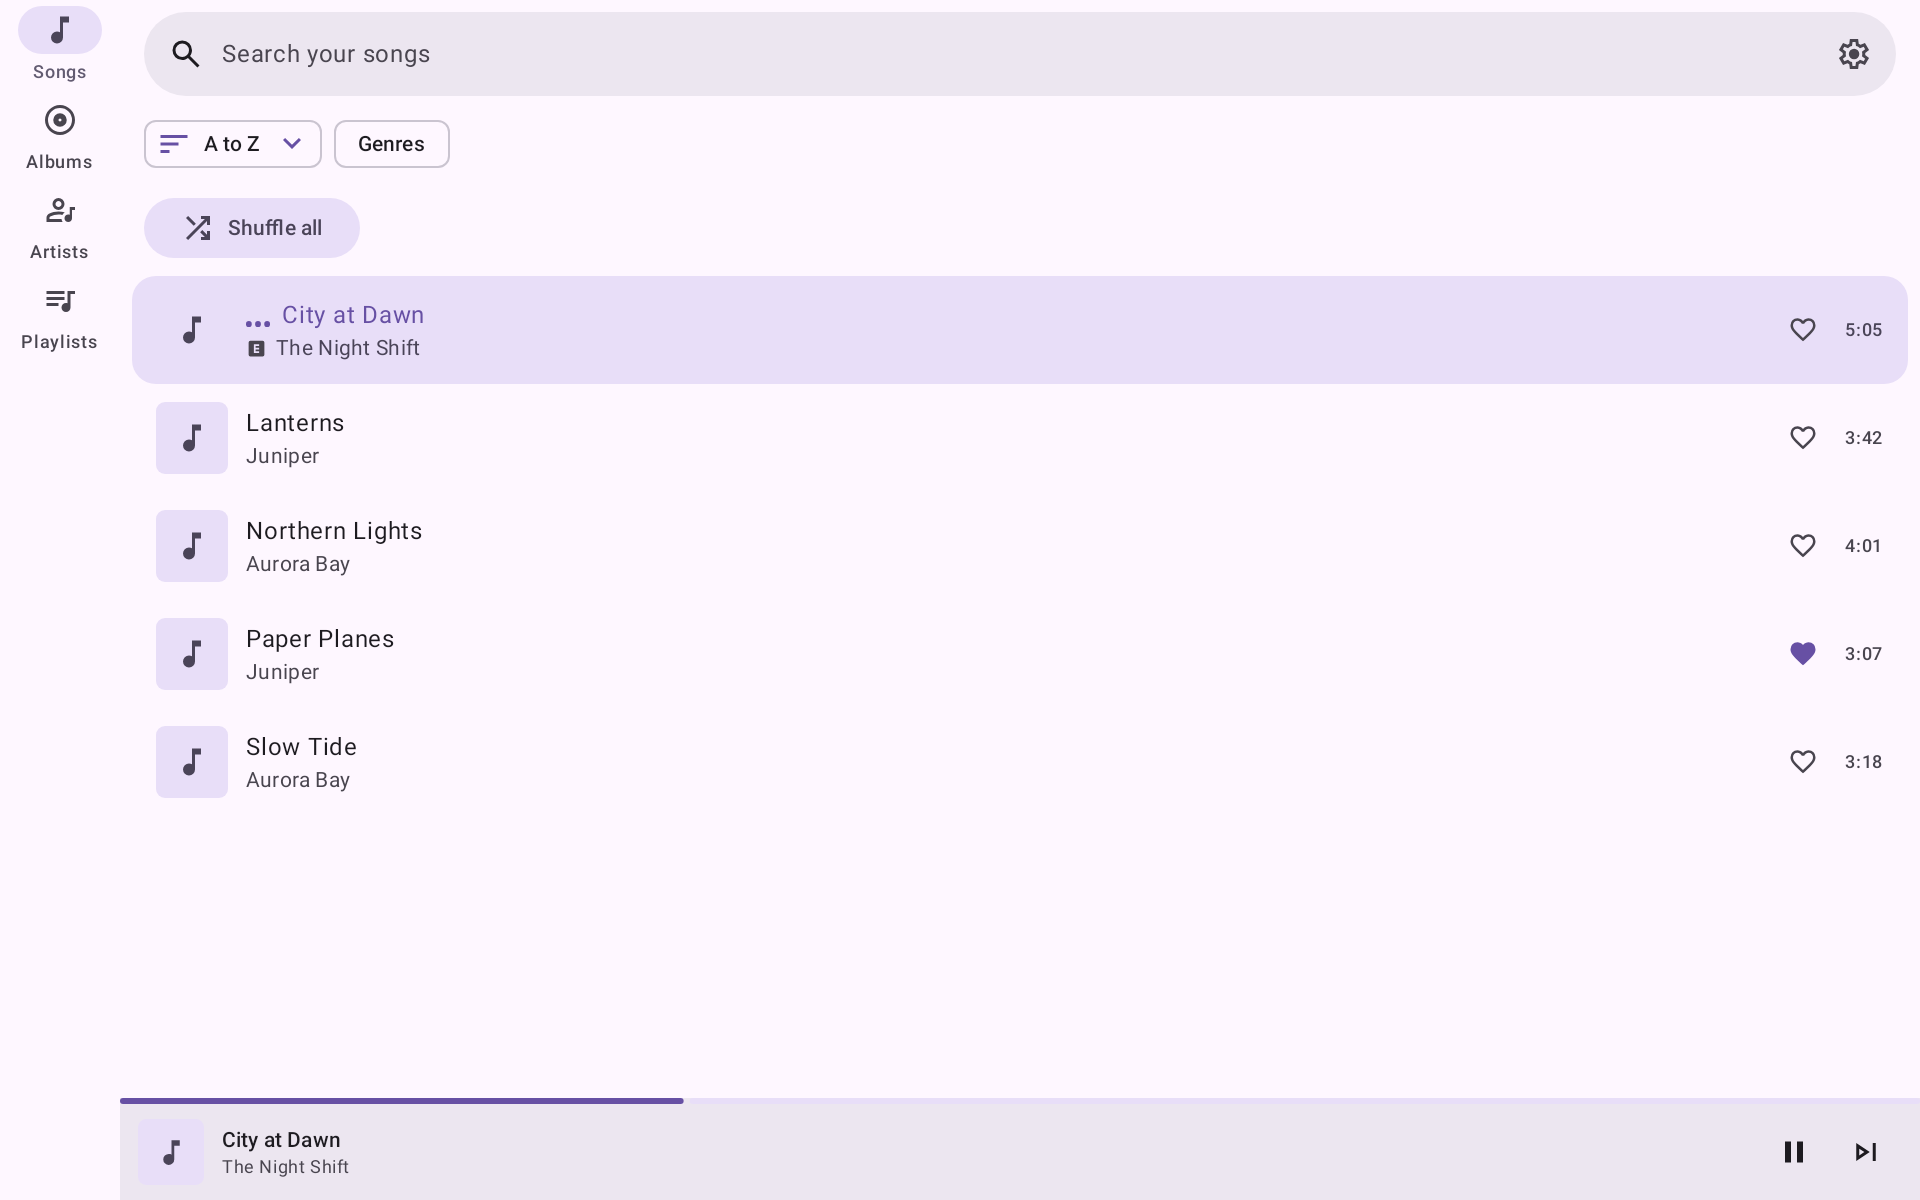 Songs
Albums
Artists
Playlists
Search your songs
A to Z
Genres
Shuffle all
City at Dawn
E The Night Shift
5:05
Lanterns
Juniper
3:42
Northern Lights
Aurora Bay
4:01
Paper Planes
Juniper
3:07
Slow Tide
Aurora Bay
3:18
City at Dawn
The Night Shift